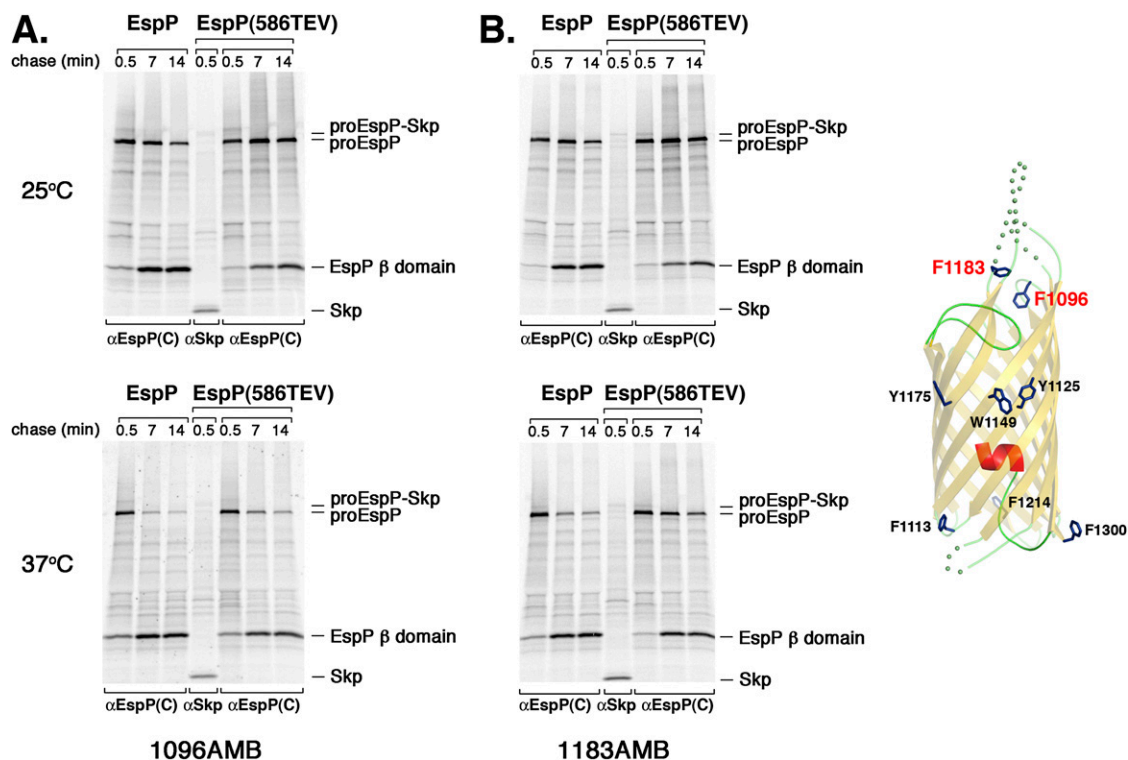 A.
EspP EspP(586TEV)
chase (min) 0.5 7 14 0.5 0.5 7 14
25°C
proEspP-Skp
proEspP
EspP β domain
Skp
αEspP(C) αSkp αEspP(C)
EspP EspP(586TEV)
chase (min) 0.5 7 14 0.5 0.5 7 14
37°C
proEspP-Skp
proEspP
EspP β domain
Skp
αEspP(C) αSkp αEspP(C)
1096AMB
B.
EspP EspP(586TEV)
0.5 7 14 0.5 0.5 7 14
proEspP-Skp
proEspP
EspP β domain
Skp
αEspP(C) αSkp αEspP(C)
EspP EspP(586TEV)
0.5 7 14 0.5 0.5 7 14
proEspP-Skp
proEspP
EspP β domain
Skp
αEspP(C) αSkp αEspP(C)
1183AMB
F1183
F1096
Y1175
Y1125
W1149
F1214
F1113
F1300